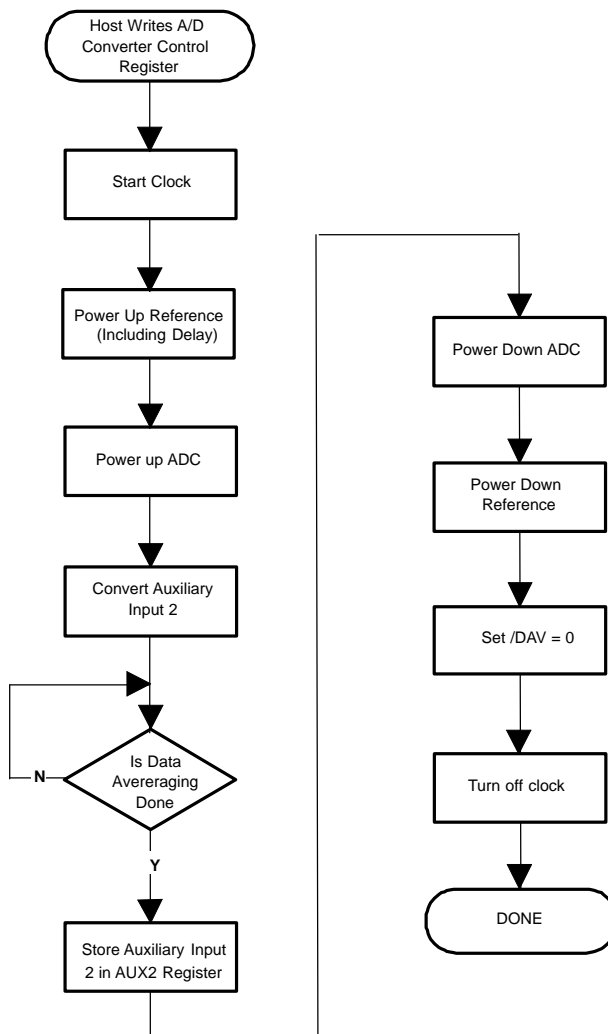 Host Writes A/D
Converter Control
Register
Start Clock
Power Up Reference
(Including Delay)
Power up ADC
Convert Auxiliary
Input 2
Is Data
Avereraging
Done
N
Y
Store Auxiliary Input
2 in AUX2 Register
Power Down ADC
Power Down
Reference
Set /DAV = 0
Turn off clock
DONE